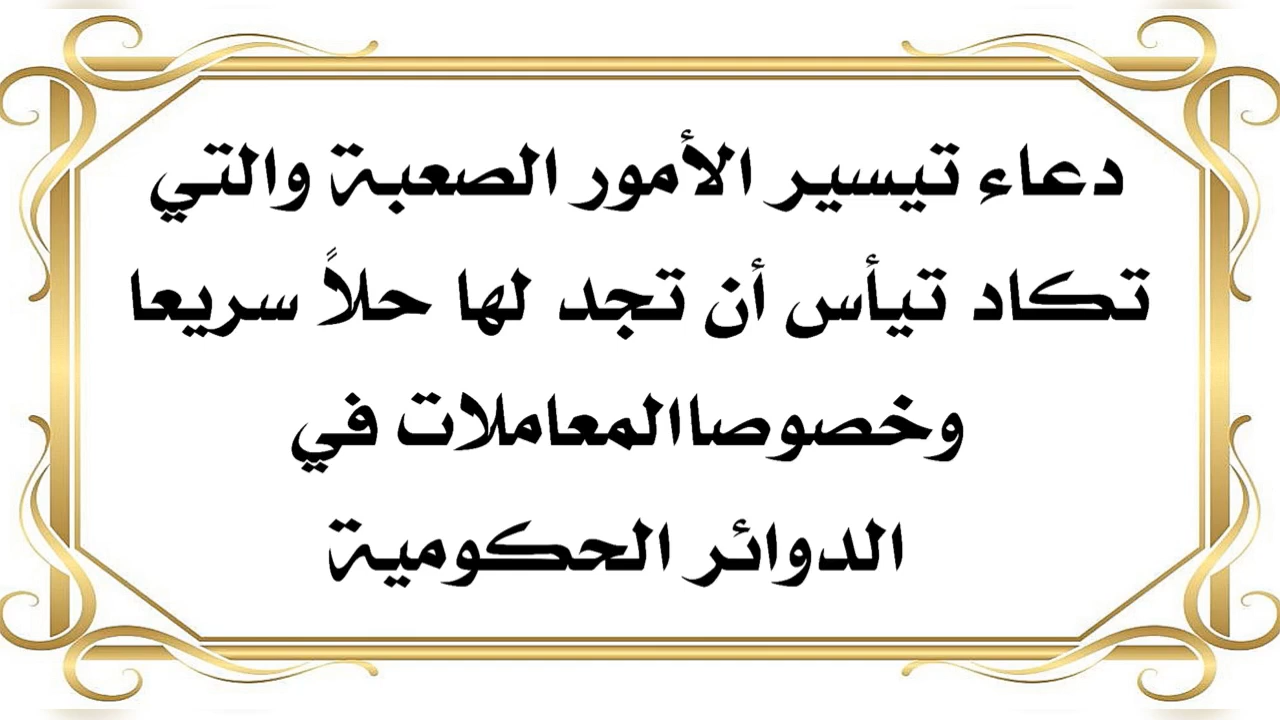 دعاء تيسير الأمور الصعبة والتي
تكاد تيأس أن تجد لها حلاً سريعا
وخصوصاالمعاملات في
الدوائر الحكومية